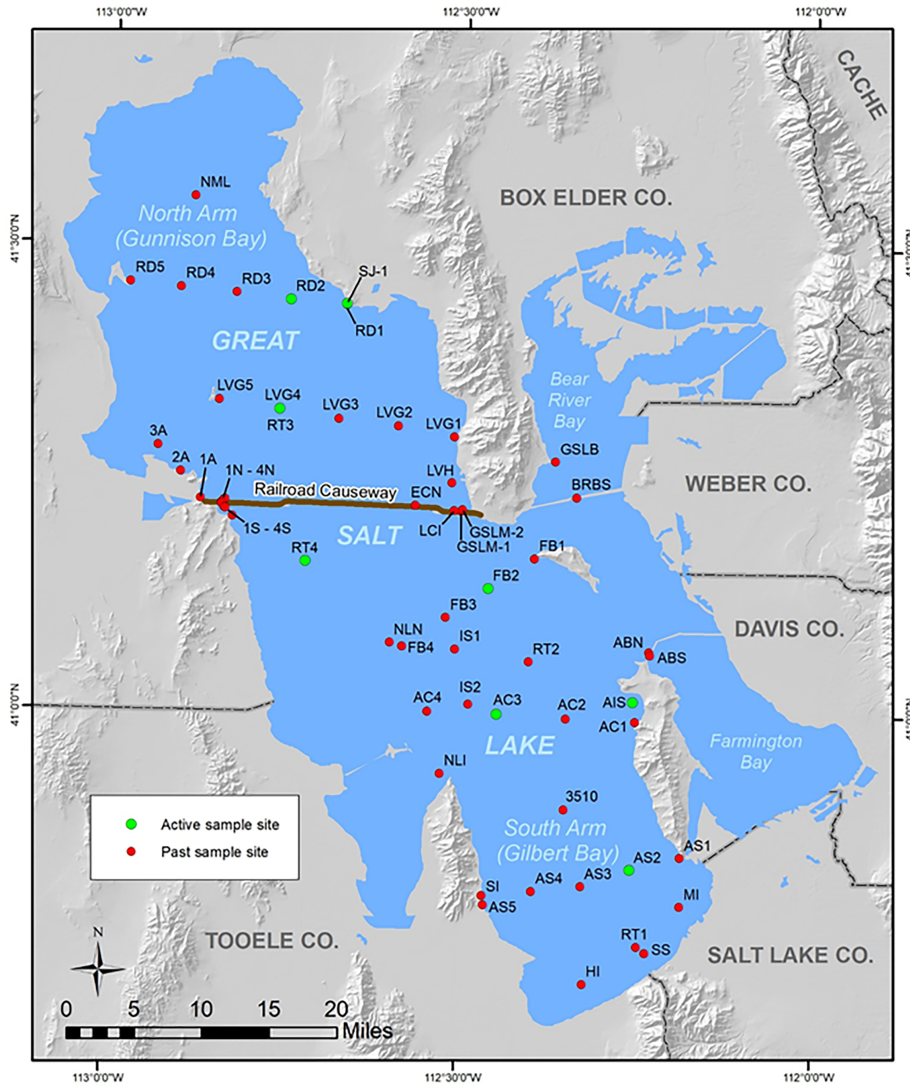 113°0'0"W
112°30'0"W
112°0'0"W
CACHE
BOX ELDER CO.
NML
North Arm
(Gunnison Bay)
41°30'0"N
RD5
RD4
RD3
RD2
SJ-1
RD1
GREAT
Bear
River
Bay
LVG5
LVG4
RT3
LVG3
LVG2
LVG1
3A
2A
1A
1N - 4N
LVH
GSLB
BRBS
WEBER CO.
Railroad Causeway
ECN
1S - 4S
SALT
LCI
GSLM-2
GSLM-1
RT4
FB1
FB2
FB3
NLN
FB4
IS1
RT2
DAVIS CO.
ABN
ABS
41°0'0"N
AC4
IS2
AC3
AC2
AIS
AC1
LAKE
Farmington
Bay
NLI
3510
South Arm
(Gilbert Bay)
Active sample site
Past sample site
AS1
AS2
AS3
AS4
SI
AS5
MI
N
TOOELE CO.
RT1
SS
SALT LAKE CO.
HI
0 5 10 15 20
Miles
113°0'0"W
112°30'0"W
112°0'0"W